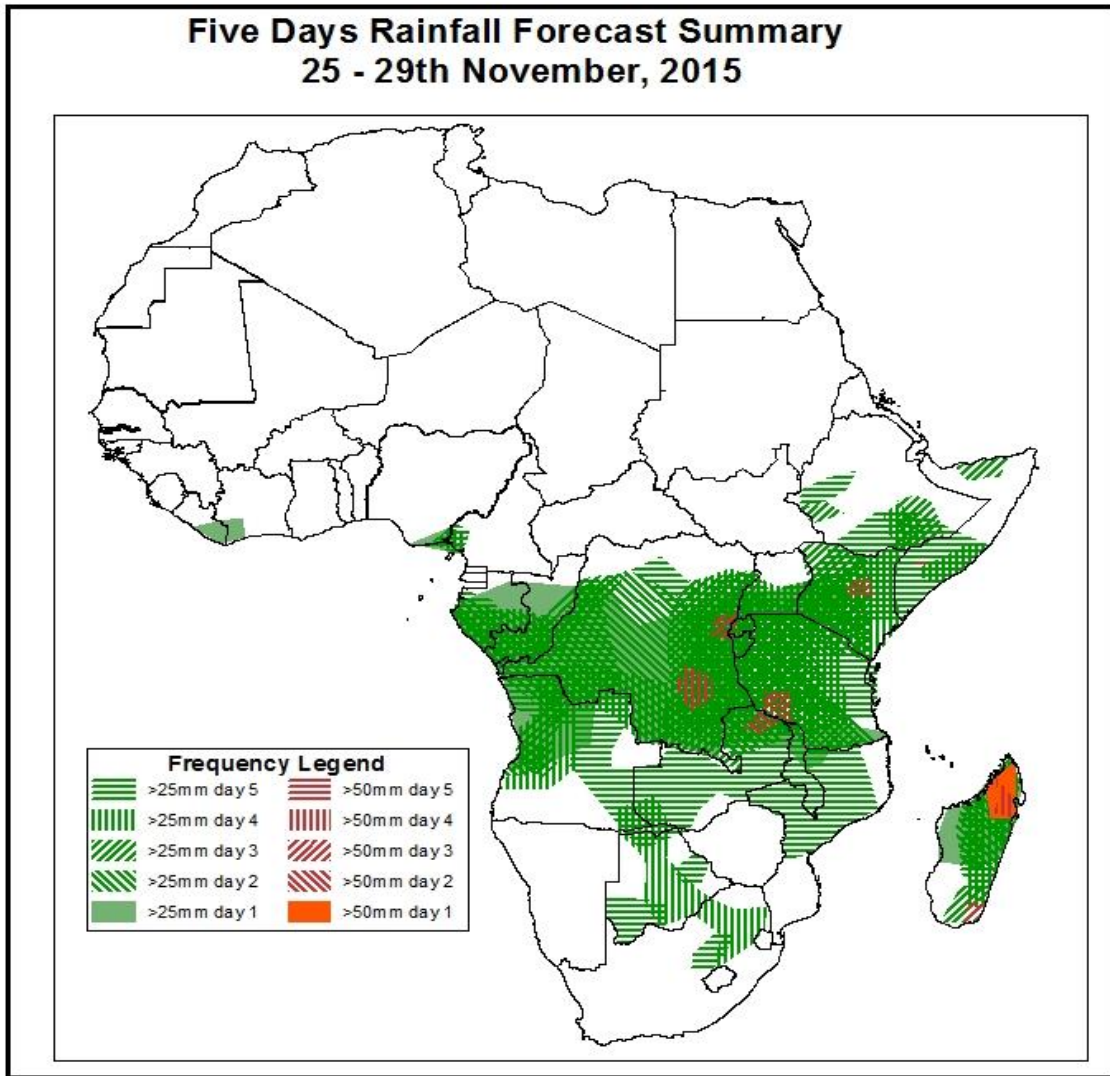 Five Days Rainfall Forecast Summary
25 - 29th November, 2015
Frequency Legend
>25mm day 5
>50mm day 5
>25mm day 4
>50mm day 4
>25mm day 3
>50mm day 3
>25mm day 2
>50mm day 2
>25mm day 1
>50mm day 1